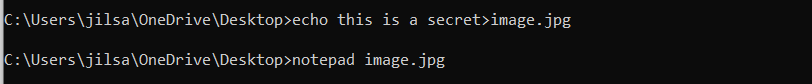 C:\Users\jilsa\OneDrive\Desktop>echo this is a secret>image.jpg
C:\Users\jilsa\OneDrive\Desktop>notepad image.jpg